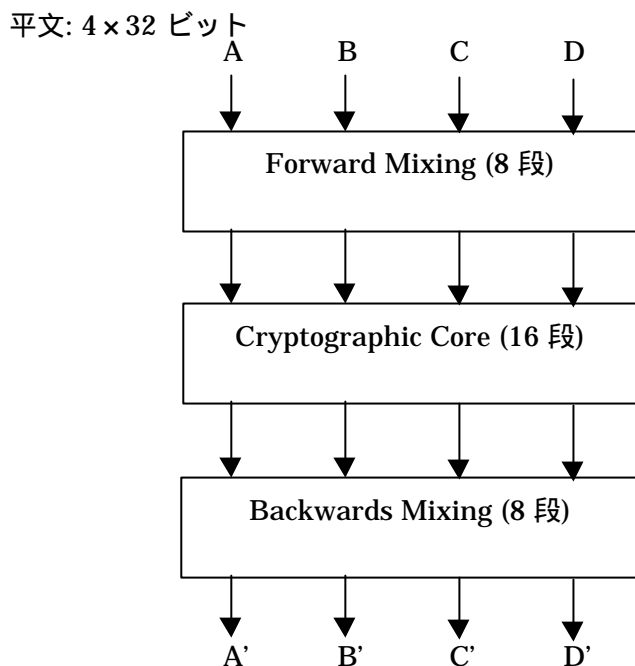 平文: 4×32 ビット
A B C D
Forward Mixing (8 段)
Cryptographic Core (16 段)
Backwards Mixing (8 段)
A’ B’ C’ D’